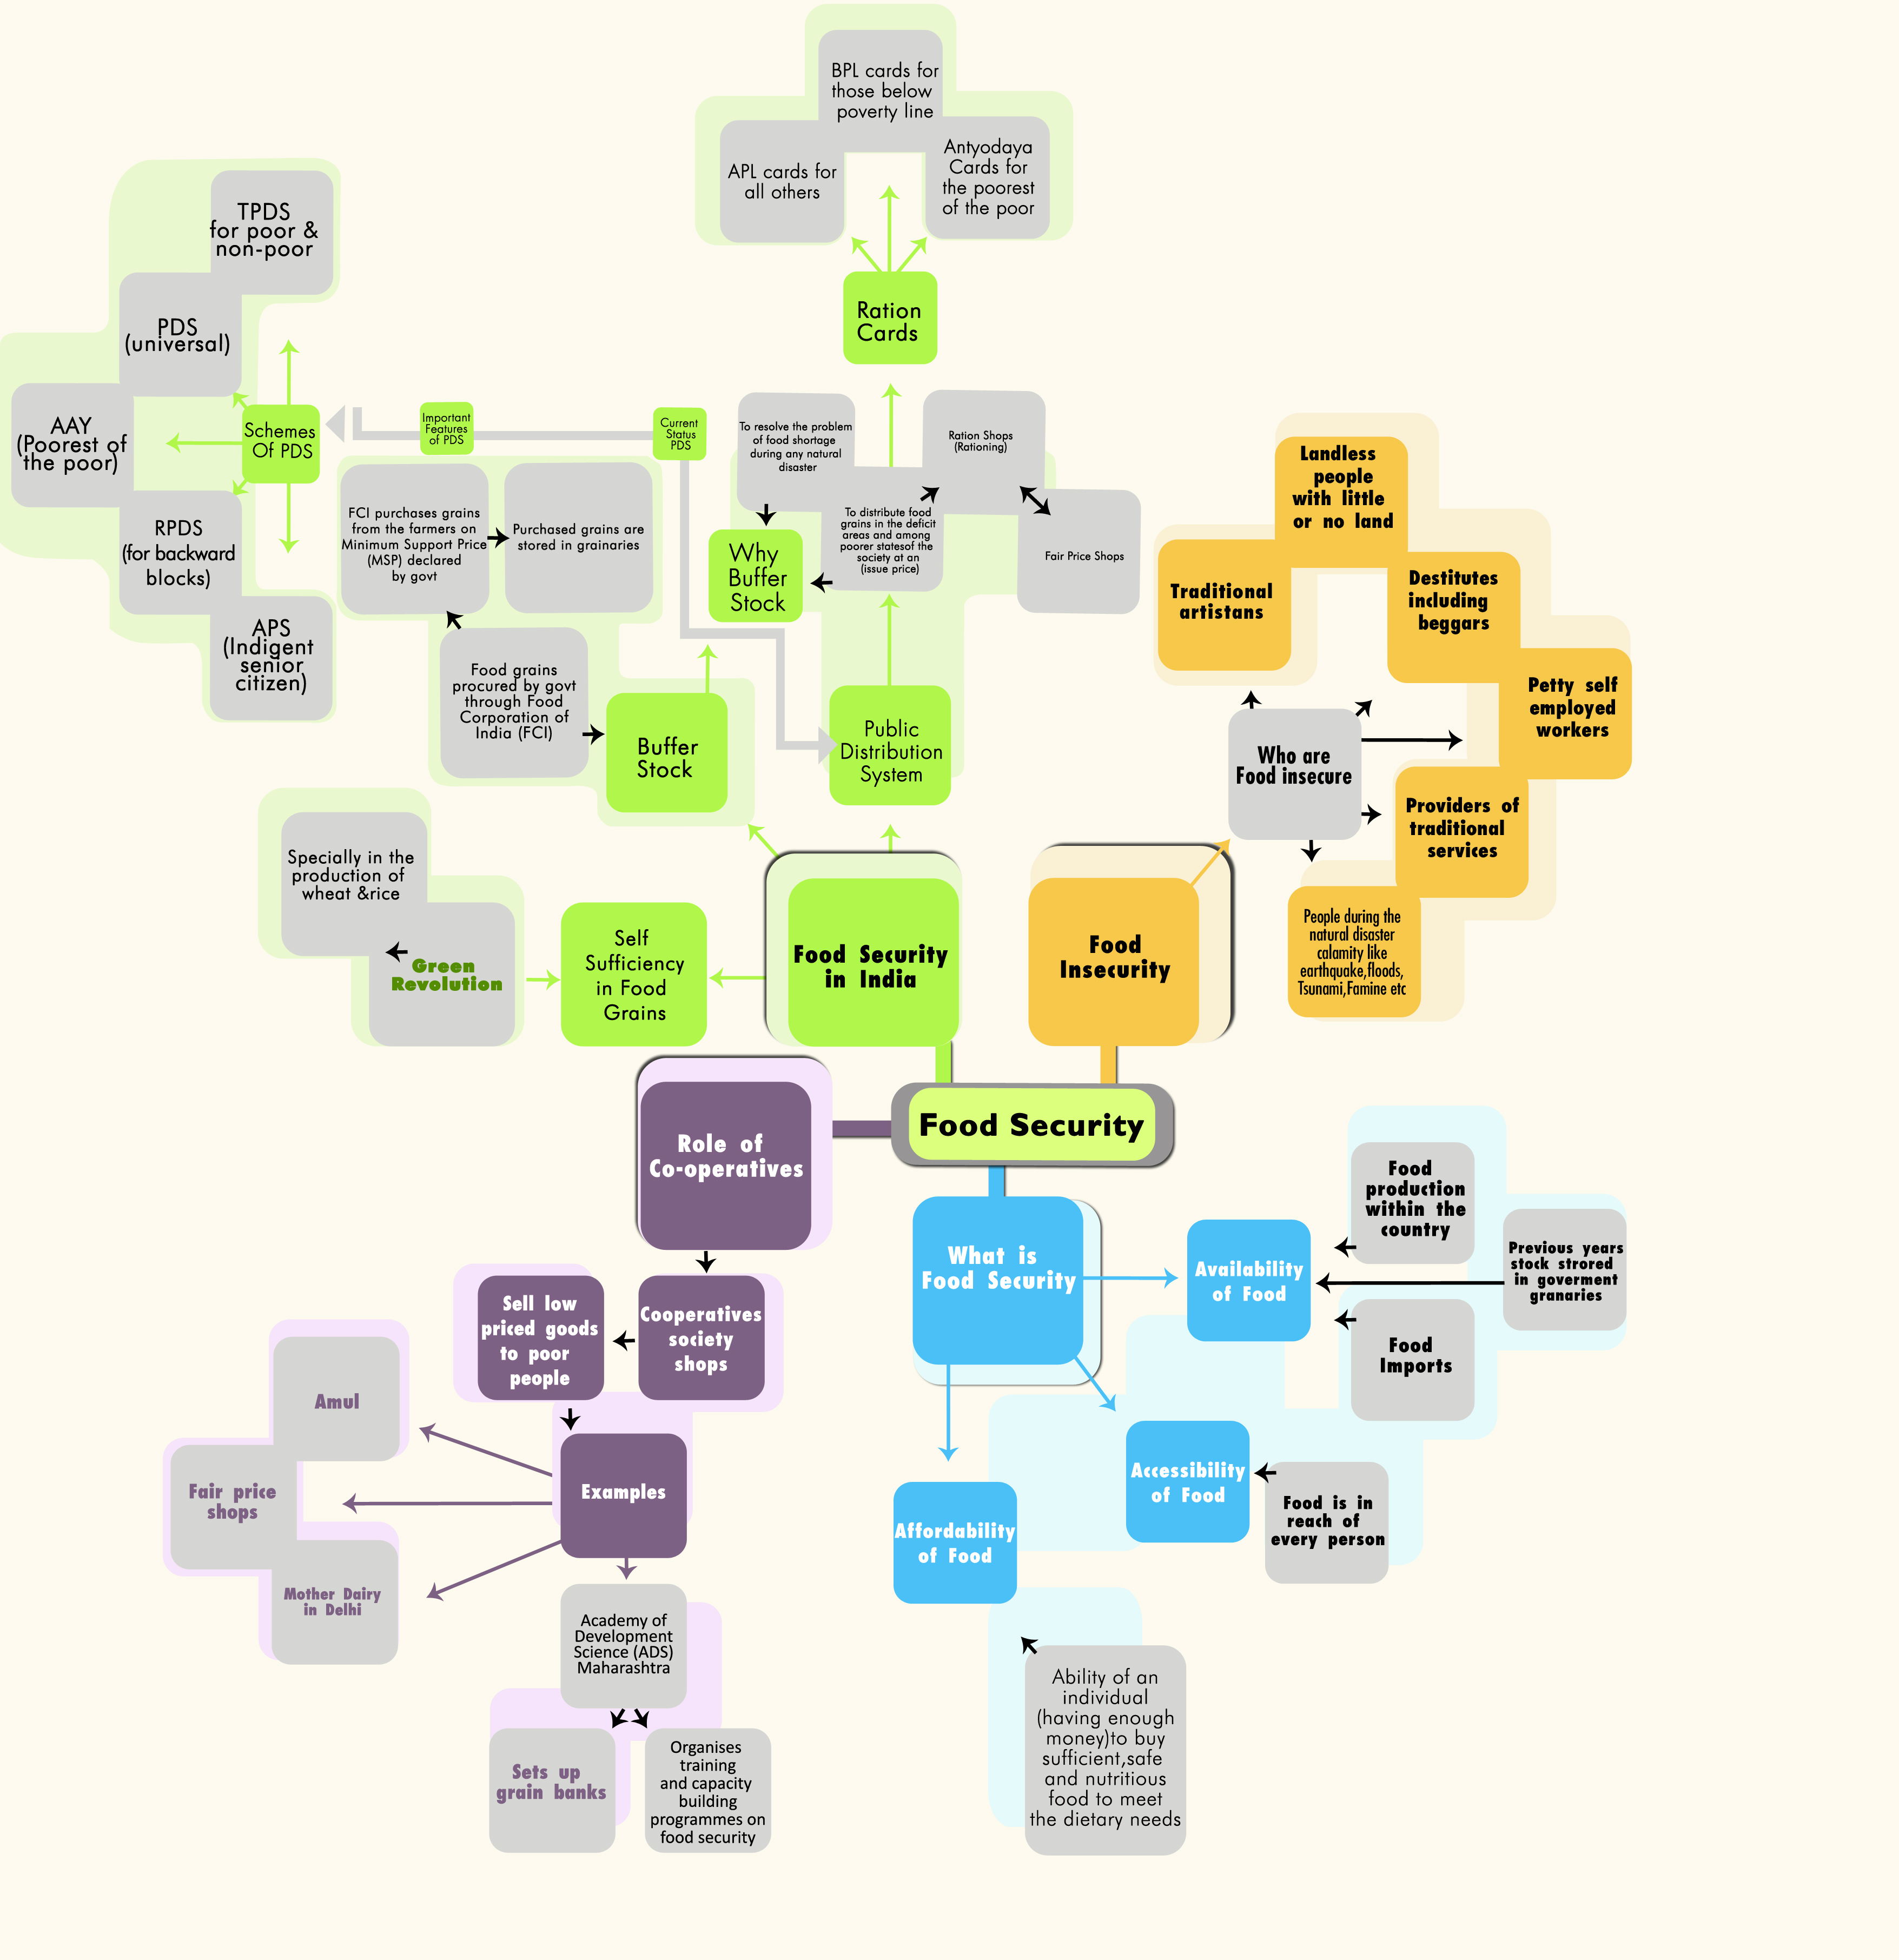 BPL cards for
those below
poverty line
APL cards for
all others
Antyodaya
Cards for
the poorest
of the poor
Ration
Cards
TPDS
for poor &
non-poor
PDS
(universal)
AAY
(Poorest of
the poor)
RPDS
(for backward
blocks)
APS
(Indigent
senior
citizen)
Schemes
Of PDS
Important
Features
of PDS
Current
Status
PDS
To resolve the problem
of food shortage
during any natural
disaster
Ration Shops
(Rationing)
To distribute food
grains in the deficit
areas and among
poorer statesof the
society at an
(issue price)
Fair Price Shops
FCI purchases grains
from the farmers on
Minimum Support Price
(MSP) declared
by govt
Purchased grains are
stored in grainaries
Why
Buffer
Stock
Food grains
procured by govt
through Food
Corporation of
India (FCI)
Buffer
Stock
Public
Distribution
System
Landless
people
with little
or no land
Traditional
artistans
Destitutes
including
beggars
Petty self
employed
workers
Who are
Food insecure
Providers of
traditional
services
People during the
natural disaster
calamity like
earthquake,floods,
Tsunami,Famine etc
Specially in the
production of
wheat &rice
Green
Revolution
Self
Sufficiency
in Food
Grains
Food Security
in India
Food
Insecurity
Food Security
Role of
Co-operatives
What is
Food Security
Food
production
within the
country
Availability
of Food
Previous years
stock strored
in goverment
granaries
Food
Imports
Sell low
priced goods
to poor
people
Cooperatives
society
shops
Amul
Fair price
shops
Mother Dairy
in Delhi
Examples
Accessibility
of Food
Food is in
reach of
every person
Affordability
of Food
Academy of
Development
Science (ADS)
Maharashtra
Sets up
grain banks
Organises
training
and capacity
building
programmes on
food security
Ability of an
individual
(having enough
money)to buy
sufficient,safe
and nutritious
food to meet
the dietary needs